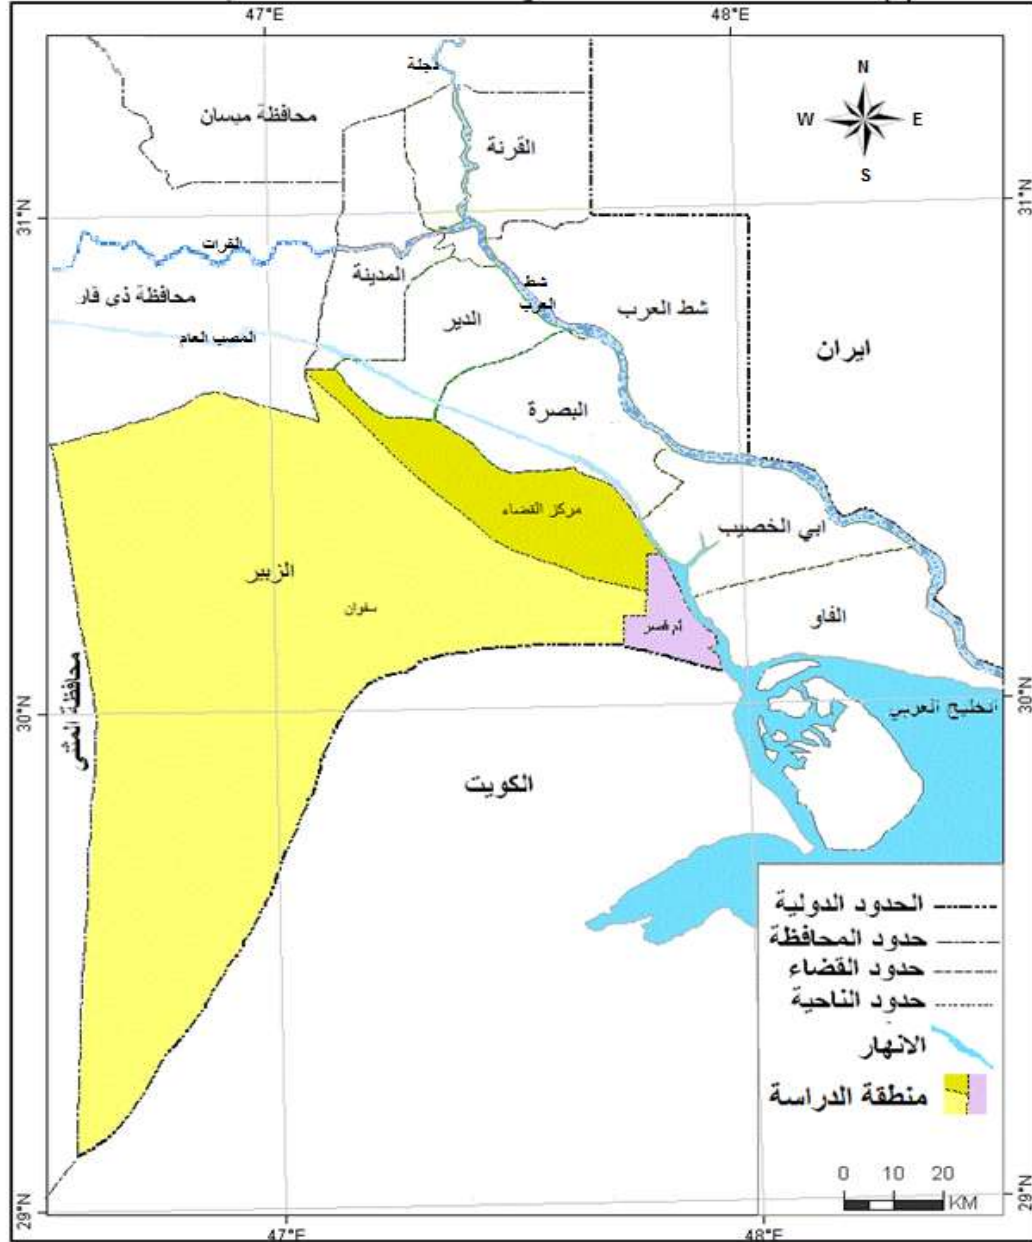 47°E
48°E
دجلة
N
W
E
S
محافظة ميسان
القرنة
31°N
31°N
الفرات
المدينة
شط
العرب
شط العرب
محافظة ذي قار
الدير
المصب العام
ايران
البصرة
مركز القضاء
ابي الخصيب
الزبير
سفوان
ام قصر
الفاو
محافظة المثنى
30°N
30°N
الخليج العربي
الكويت
الحدود الدولية
حدود المحافظة
حدود القضاء
حدود الناحية
الانهار
منطقة الدراسة
0 10 20
KM
29°N
29°N
47°E
48°E